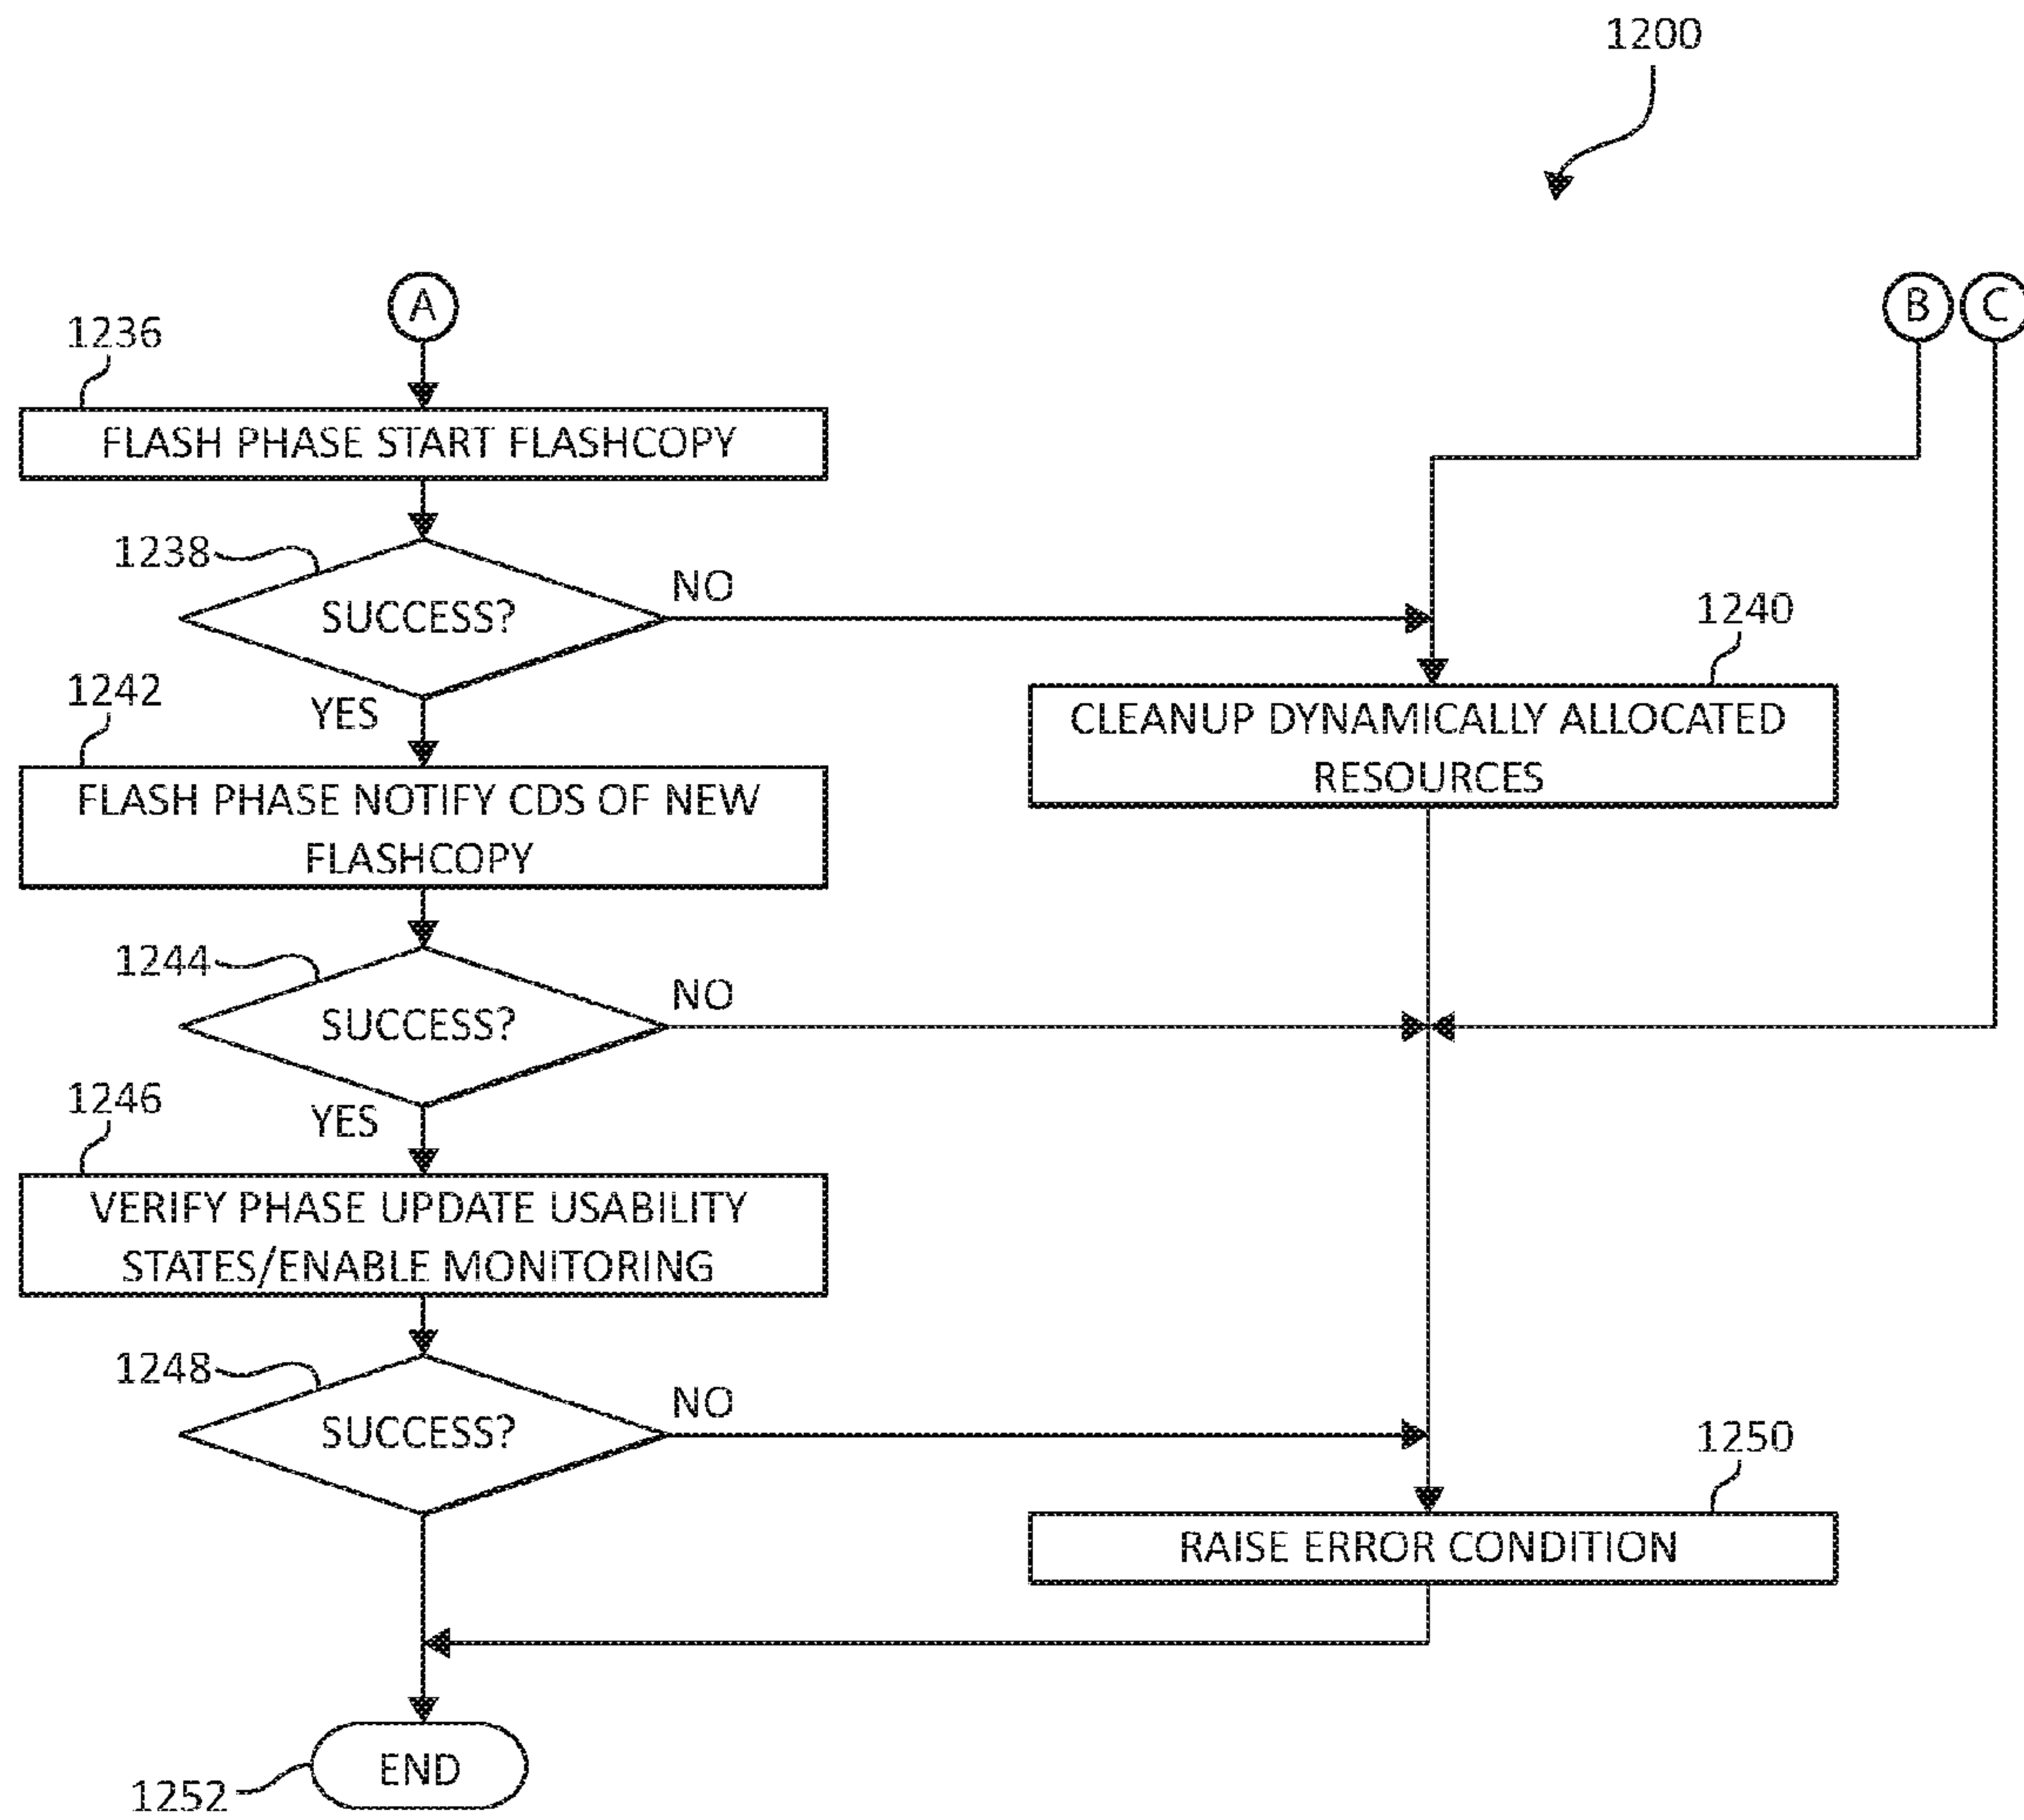 1200
A
B
C
1236
FLASH PHASE START FLASHCOPY
1238
SUCCESS?
NO
YES
1240
CLEANUP DYNAMICALLY ALLOCATED
RESOURCES
1242
FLASH PHASE NOTIFY CDS OF NEW
FLASHCOPY
1244
SUCCESS?
NO
YES
1246
VERIFY PHASE UPDATE USABILITY
STATES/ENABLE MONITORING
1248
SUCCESS?
NO
1250
RAISE ERROR CONDITION
END
1252